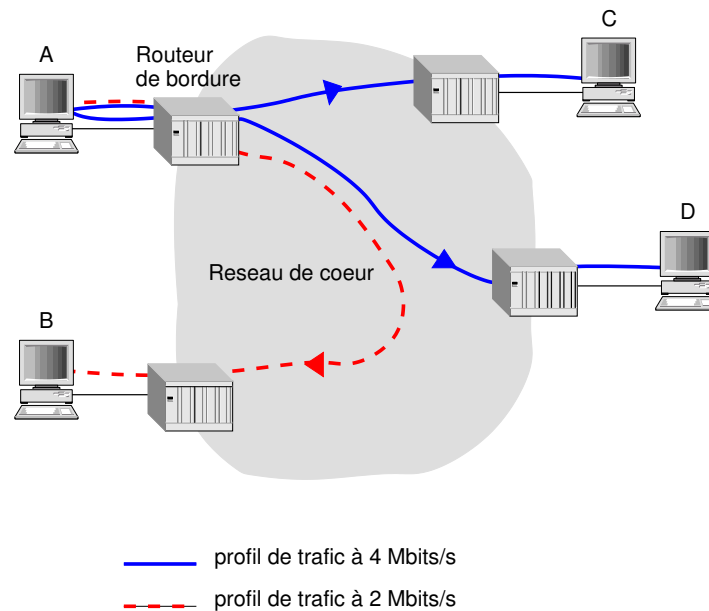 C
A
Routeur
de bordure
D
Reseau de coeur
B
profil de trafic à 4 Mbits/s
profil de trafic à 2 Mbits/s